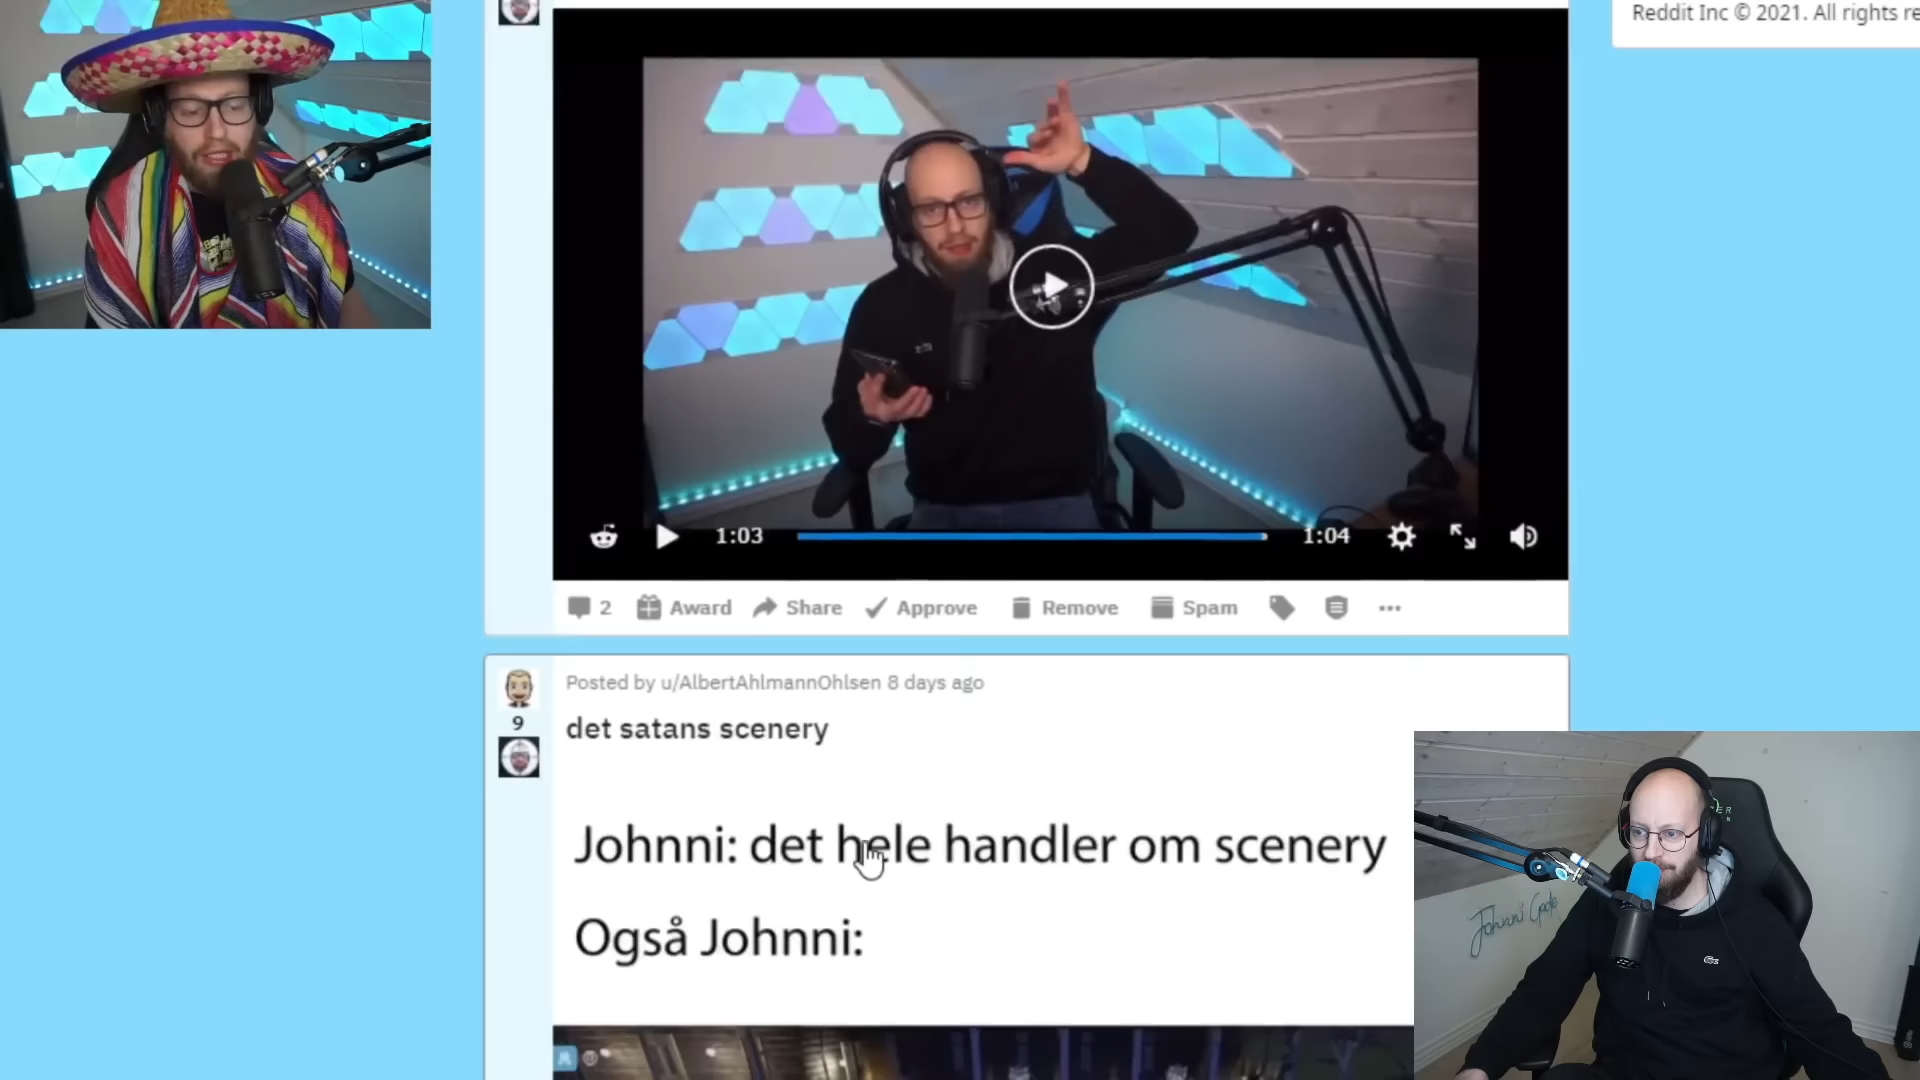 Reddit Inc © 2021. All rights re
1:03
1:04
2
Award
Share
Approve
Remove
Spam
Posted by u/AlbertAhlmannOhlsen 8 days ago
9
det satans scenery
Johnni: det hele handler om scenery
Også Johnni:
Johnni